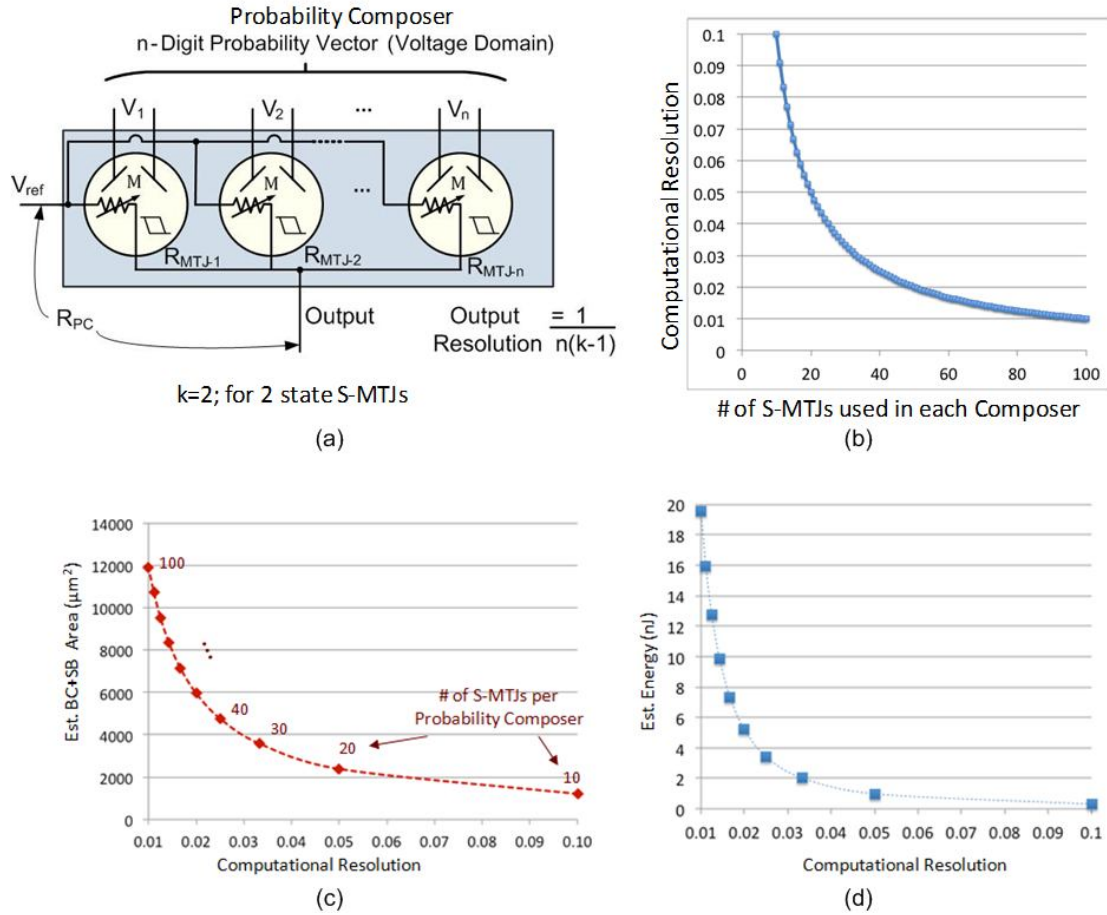 Probability Composer
n-Digit Probability Vector (Voltage Domain)
V1 V2 ... Vn
M M ... M
Vref
RMTJ-1 RMTJ-2 RMTJ-n
RPC
Output
Output Resolution = 1 / n(k-1)
k=2; for 2 state S-MTJs
(a)
Computational Resolution
0.1
0.09
0.08
0.07
0.06
0.05
0.04
0.03
0.02
0.01
0
0 20 40 60 80 100
# of S-MTJs used in each Composer
(b)
Est. BC+SB Area (μm²)
14000
12000
10000
8000
6000
4000
2000
0
100
...
40
30
20
10
# of S-MTJs per
Probability Composer
0.01 0.02 0.03 0.04 0.05 0.06 0.07 0.08 0.09 0.10
Computational Resolution
(c)
Est. Energy (nJ)
20
18
16
14
12
10
8
6
4
2
0
0.01 0.02 0.03 0.04 0.05 0.06 0.07 0.08 0.09 0.1
Computational Resolution
(d)